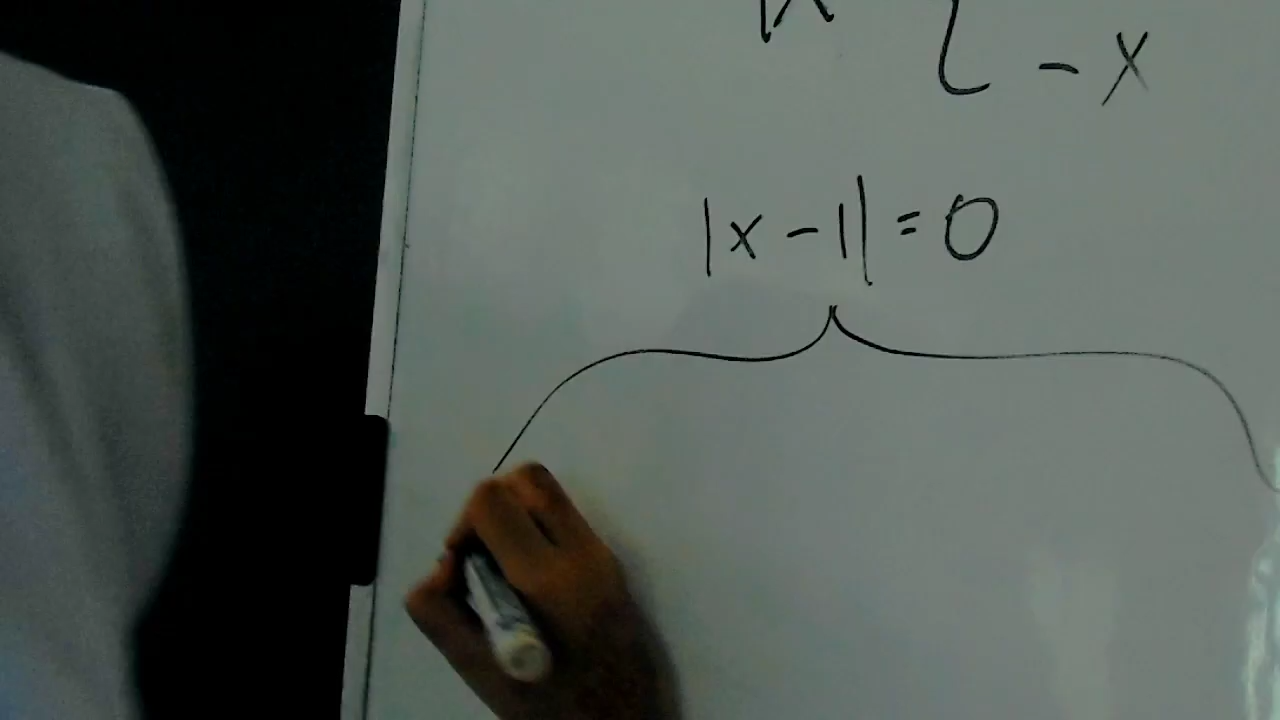 |x {
- x
|x - 1| = 0